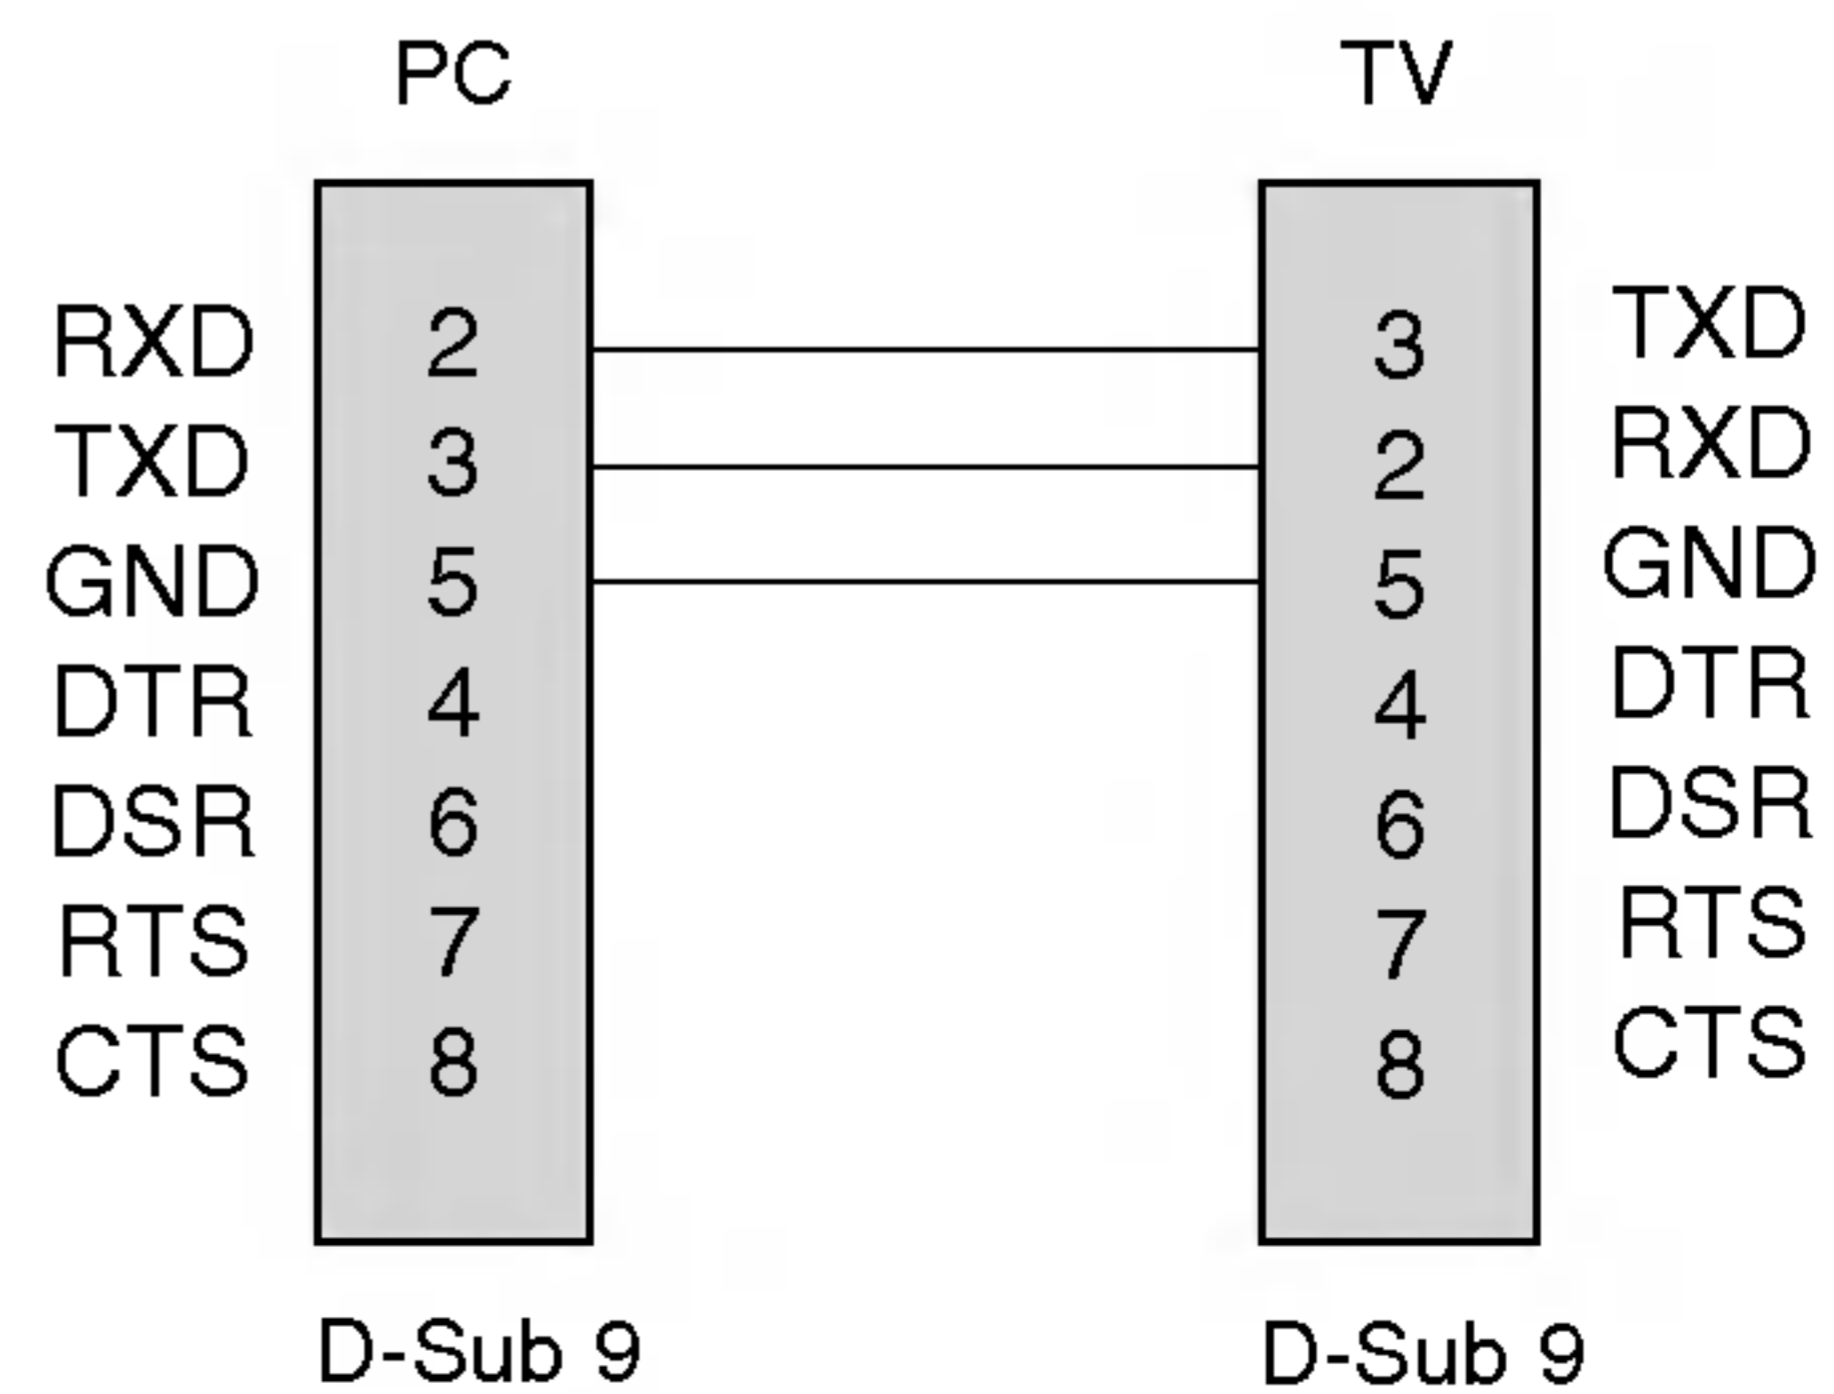 PC TV
RXD 2 3 TXD
TXD 3 2 RXD
GND 5 5 GND
DTR 4 4 DTR
DSR 6 6 DSR
RTS 7 7 RTS
CTS 8 8 CTS
D-Sub 9 D-Sub 9